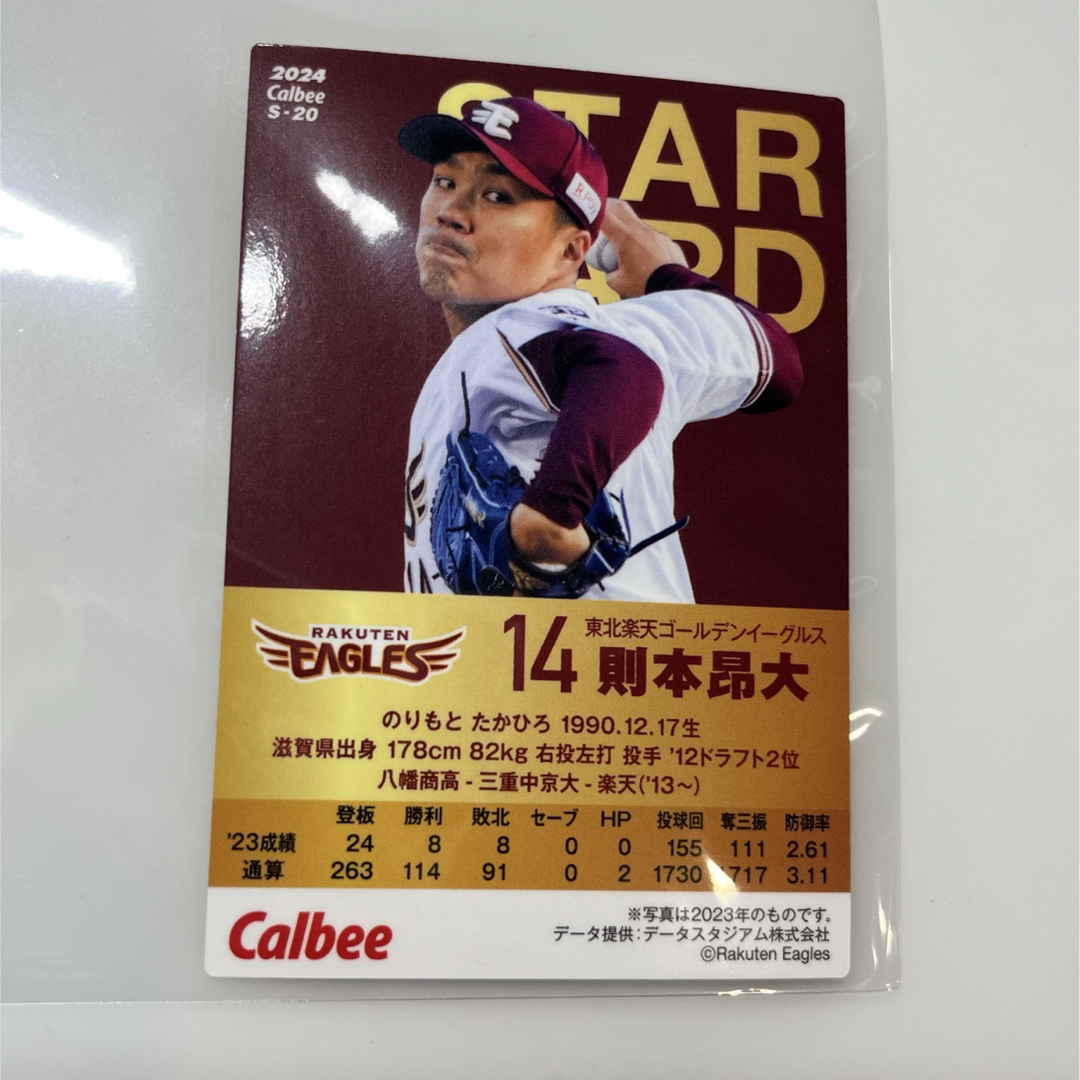 2024
Calbee
S-20
STAR
CARD
E
RAKUTEN
EAGLES
14
東北楽天ゴールデンイーグルス
則本昂大
のりもと たかひろ 1990.12.17生
滋賀県出身 178cm 82kg 右投左打 投手 '12ドラフト2位
八幡商高 - 三重中京大 - 楽天('13〜)
登板 勝利 敗北 セーブ HP 投球回 奪三振 防御率
'23成績 24 8 8 0 0 155 111 2.61
通算 263 114 91 0 2 1730 1717 3.11
Calbee
※写真は2023年のものです。
データ提供:データスタジアム株式会社
©Rakuten Eagles